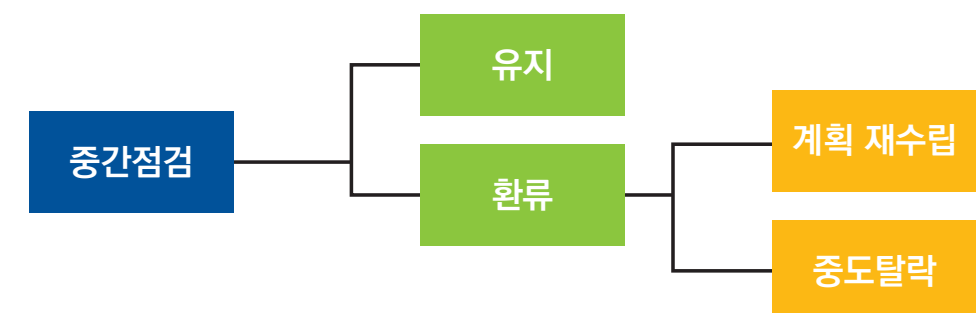 중간점검
유지
환류
계획 재수립
중도탈락